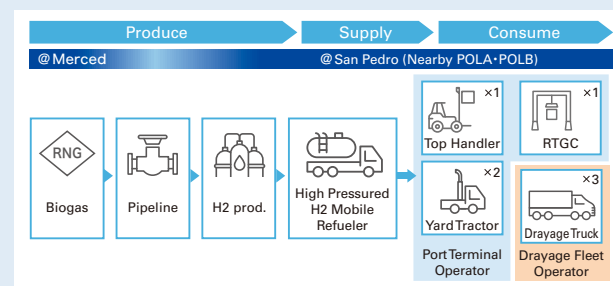 Produce
Supply
Consume
@Merced
@San Pedro (Nearby POLA・POLB)
RNG
Biogas
Pipeline
H2 prod.
High Pressured
H2 Mobile
Refueler
×1
Top Handler
×1
RTGC
×2
Yard Tractor
×3
Drayage Truck
Port Terminal
Operator
Drayage Fleet
Operator